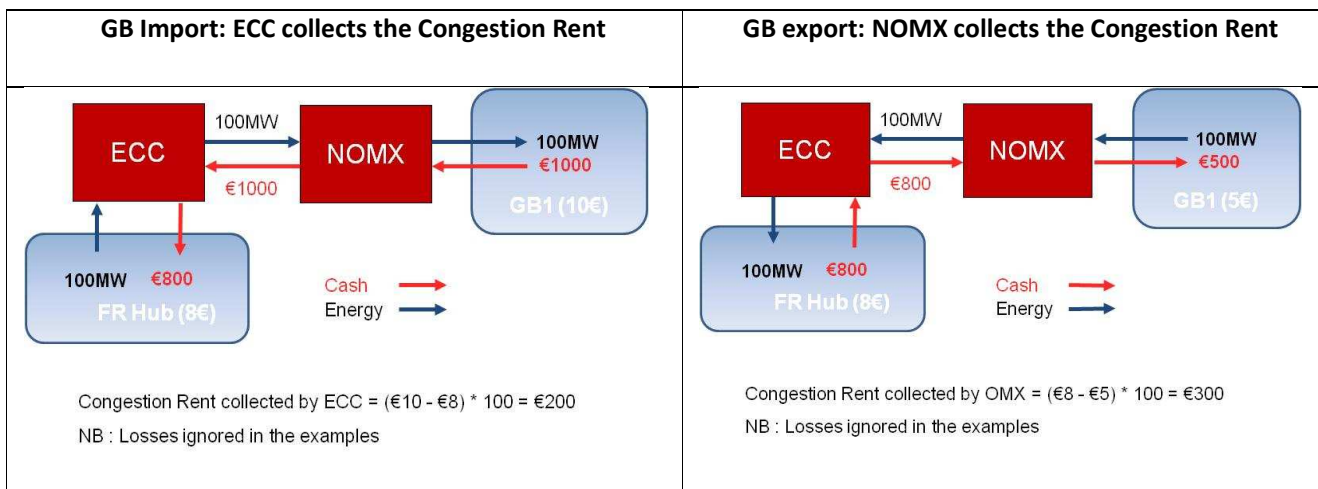 GB Import: ECC collects the Congestion Rent
ECC
100MW
NOMX
€1000
100MW
€1000
GB1 (10€)
100MW €800
FR Hub (8€)
Cash
Energy
Congestion Rent collected by ECC = (€10 - €8) * 100 = €200
NB : Losses ignored in the examples
GB export: NOMX collects the Congestion Rent
ECC
100MW
NOMX
€800
100MW
€500
GB1 (5€)
100MW €800
FR Hub (8€)
Cash
Energy
Congestion Rent collected by OMX = (€8 - €5) * 100 = €300
NB : Losses ignored in the examples